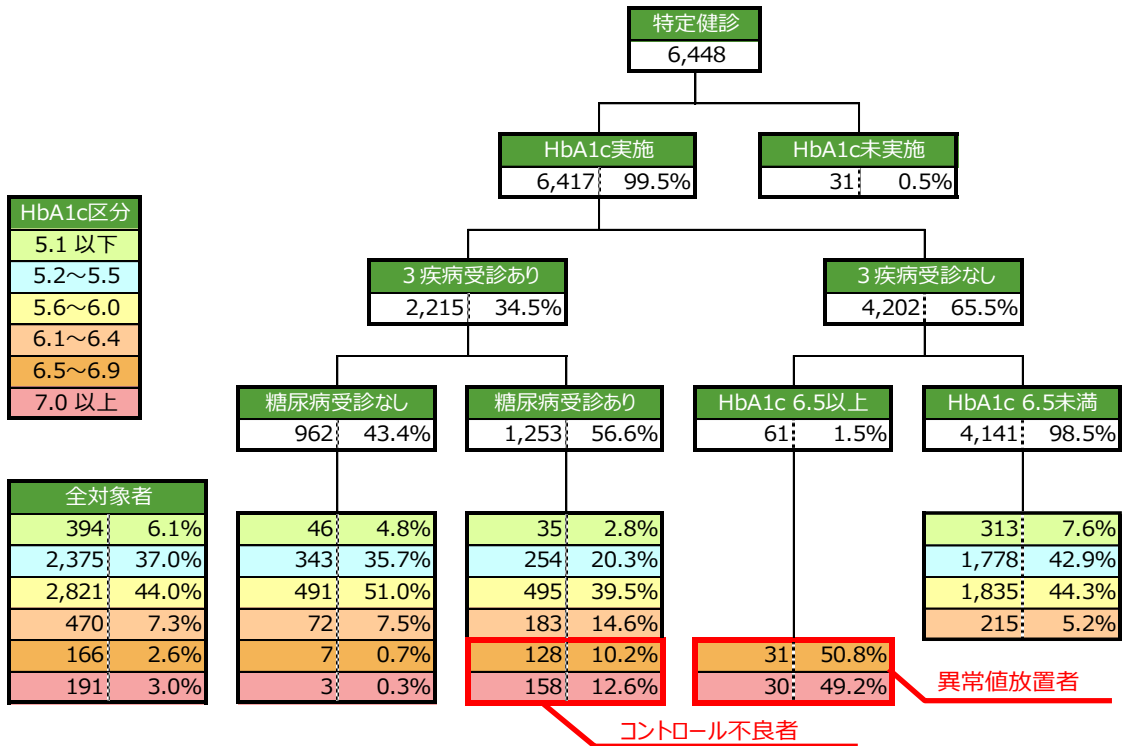 特定健診
6,448
HbA1c実施
HbA1c未実施
6,417 99.5%
31 0.5%
HbA1c区分
5.1 以下
5.2～5.5
5.6～6.0
6.1～6.4
6.5～6.9
7.0 以上
3疾病受診あり
3疾病受診なし
2,215 34.5%
4,202 65.5%
糖尿病受診なし
糖尿病受診あり
HbA1c 6.5以上
HbA1c 6.5未満
962 43.4%
1,253 56.6%
61 1.5%
4,141 98.5%
全対象者
394 6.1%
2,375 37.0%
2,821 44.0%
470 7.3%
166 2.6%
191 3.0%
46 4.8%
343 35.7%
491 51.0%
72 7.5%
7 0.7%
3 0.3%
35 2.8%
254 20.3%
495 39.5%
183 14.6%
128 10.2%
158 12.6%
31 50.8%
30 49.2%
313 7.6%
1,778 42.9%
1,835 44.3%
215 5.2%
異常値放置者
コントロール不良者